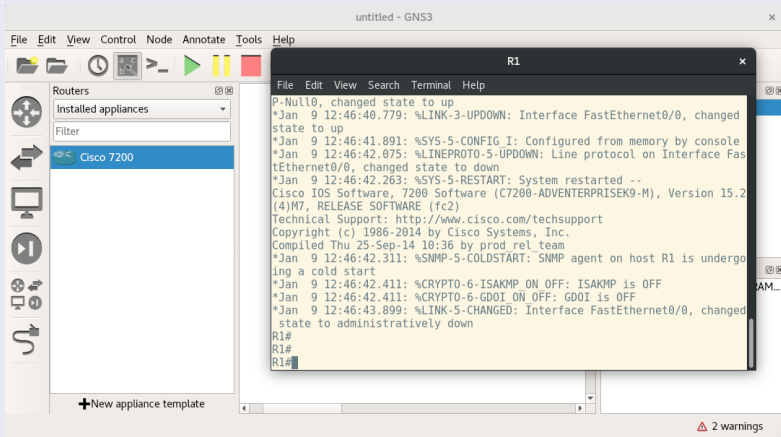 untitled - GNS3
File Edit View Control Node Annotate Tools Help
Routers
Installed appliances
Filter
Cisco 7200
New appliance template
R1
File Edit View Search Terminal Help
P-Null0, changed state to up
*Jan  9 12:46:40.779: %LINK-3-UPDOWN: Interface FastEthernet0/0, changed
state to up
*Jan  9 12:46:41.891: %SYS-5-CONFIG_I: Configured from memory by console
*Jan  9 12:46:42.075: %LINEPROTO-5-UPDOWN: Line protocol on Interface Fas
tEthernet0/0, changed state to down
*Jan  9 12:46:42.263: %SYS-5-RESTART: System restarted --
Cisco IOS Software, 7200 Software (C7200-ADVENTERPRISEK9-M), Version 15.2
(4)M7, RELEASE SOFTWARE (fc2)
Technical Support: http://www.cisco.com/techsupport
Copyright (c) 1986-2014 by Cisco Systems, Inc.
Compiled Thu 25-Sep-14 10:36 by prod_rel_team
*Jan  9 12:46:42.311: %SNMP-5-COLDSTART: SNMP agent on host R1 is undergo
ing a cold start
*Jan  9 12:46:42.411: %CRYPTO-6-ISAKMP_ON_OFF: ISAKMP is OFF
*Jan  9 12:46:42.411: %CRYPTO-6-GDOI_ON_OFF: GDOI is OFF
*Jan  9 12:46:43.899: %LINK-5-CHANGED: Interface FastEthernet0/0, changed
 state to administratively down
R1#
R1#
R1#
2 warnings